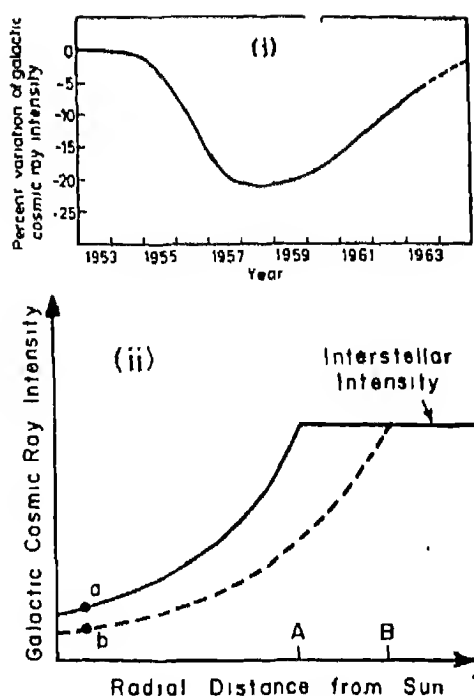 Percent variation of galactic
cosmic ray intensity
(i)
0
-5
-10
-15
-20
-25
1953 1955 1957 1959 1961 1963
Year
Galactic Cosmic Ray Intensity
(ii)
Interstellar
Intensity
a
b
A B
Radial Distance from Sun